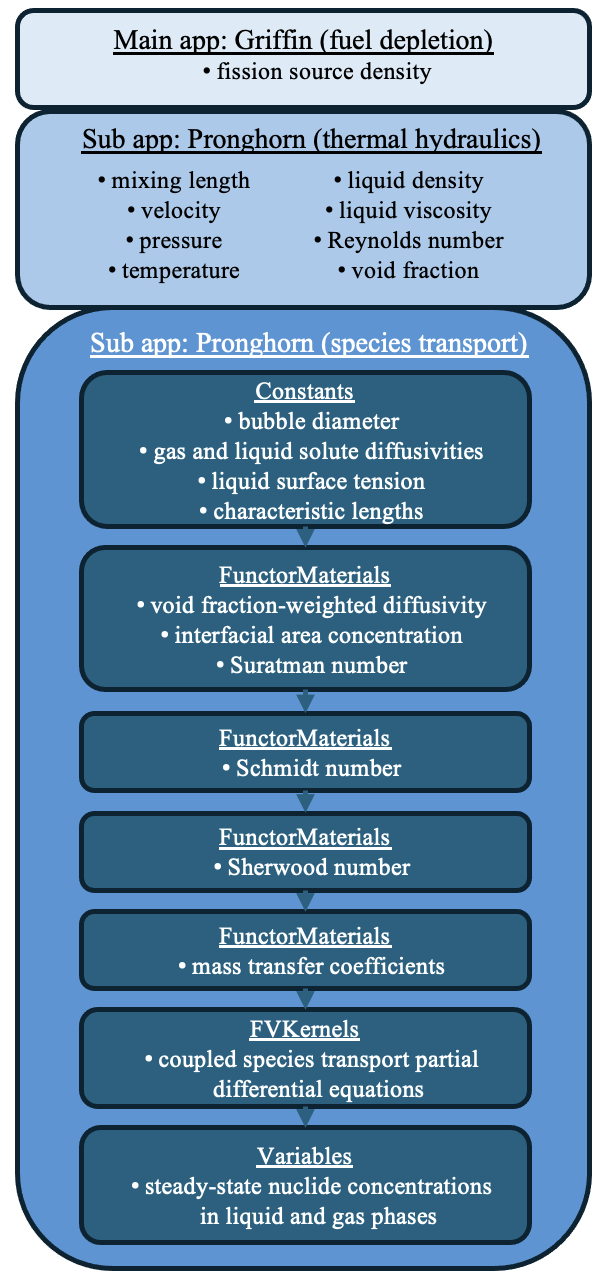 Main app: Griffin (fuel depletion)
• fission source density
Sub app: Pronghorn (thermal hydraulics)
• mixing length
• velocity
• pressure
• temperature
• liquid density
• liquid viscosity
• Reynolds number
• void fraction
Sub app: Pronghorn (species transport)
Constants
• bubble diameter
• gas and liquid solute diffusivities
• liquid surface tension
• characteristic lengths
FunctorMaterials
• void fraction-weighted diffusivity
• interfacial area concentration
• Suratman number
FunctorMaterials
• Schmidt number
FunctorMaterials
• Sherwood number
FunctorMaterials
• mass transfer coefficients
FVKernels
• coupled species transport partial
differential equations
Variables
• steady-state nuclide concentrations
in liquid and gas phases